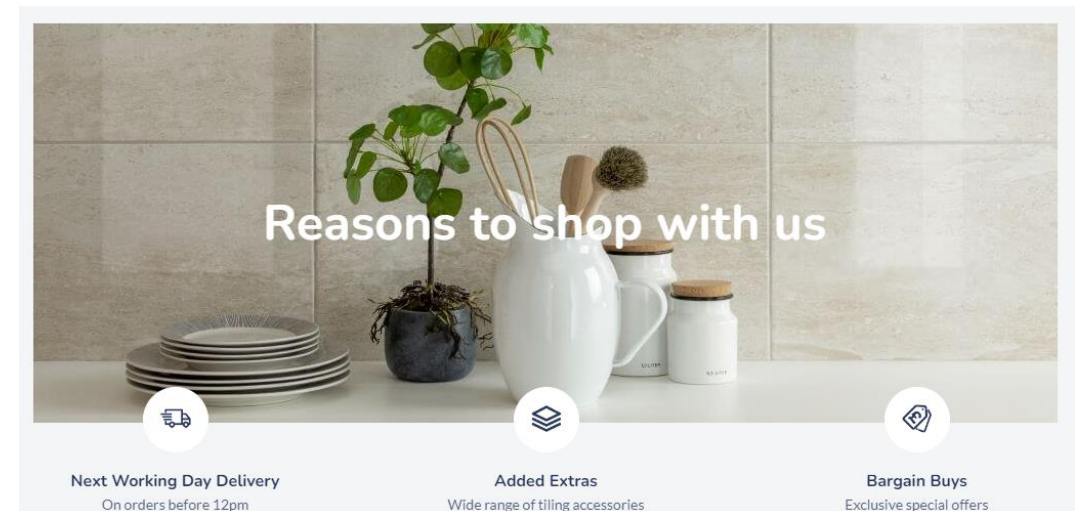 Reasons to shop with us
Next Working Day Delivery
On orders before 12pm
Added Extras
Wide range of tiling accessories
Bargain Buys
Exclusive special offers